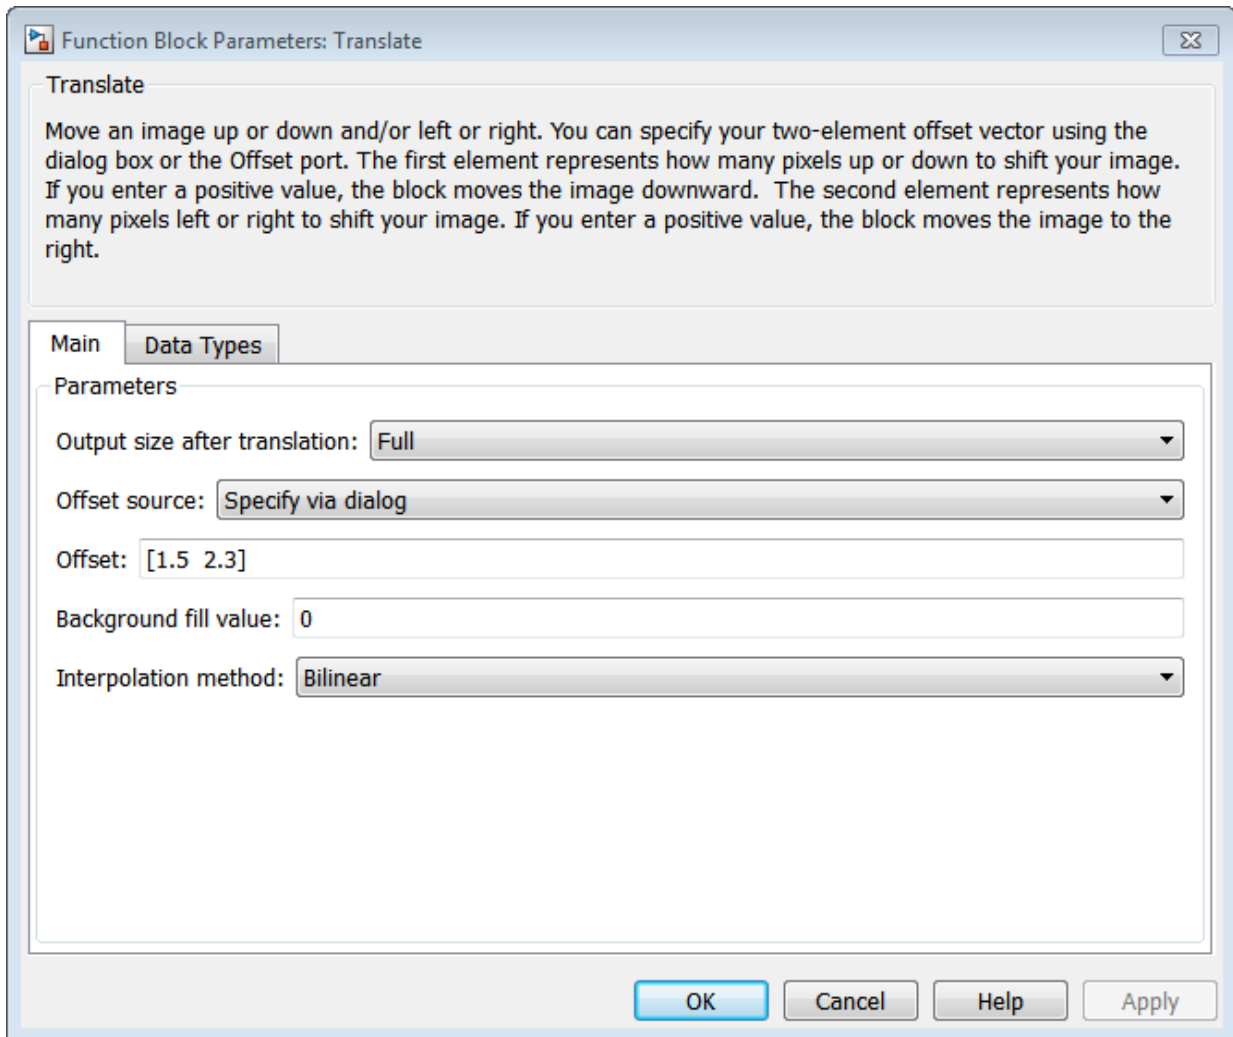 Function Block Parameters: Translate
Translate
Move an image up or down and/or left or right. You can specify your two-element offset vector using the
dialog box or the Offset port. The first element represents how many pixels up or down to shift your image.
If you enter a positive value, the block moves the image downward.  The second element represents how
many pixels left or right to shift your image. If you enter a positive value, the block moves the image to the
right.
Main Data Types
Parameters
Output size after translation: Full
Offset source: Specify via dialog
Offset: [1.5  2.3]
Background fill value: 0
Interpolation method: Bilinear
OK Cancel Help Apply